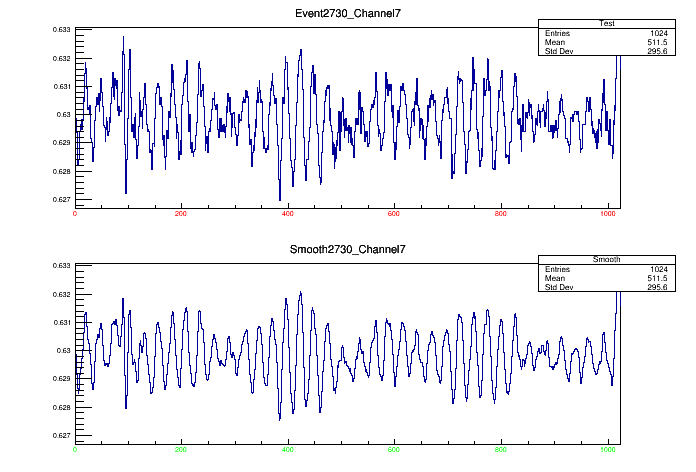 Event2730_Channel7
Test
Entries 1024
Mean 511.5
Std Dev 295.6
0.633
0.632
0.631
0.63
0.629
0.628
0.627
0 200 400 600 800 1000
Smooth2730_Channel7
Smooth
Entries 1024
Mean 511.5
Std Dev 295.6
0.633
0.632
0.631
0.63
0.629
0.628
0.627
0 200 400 600 800 1000